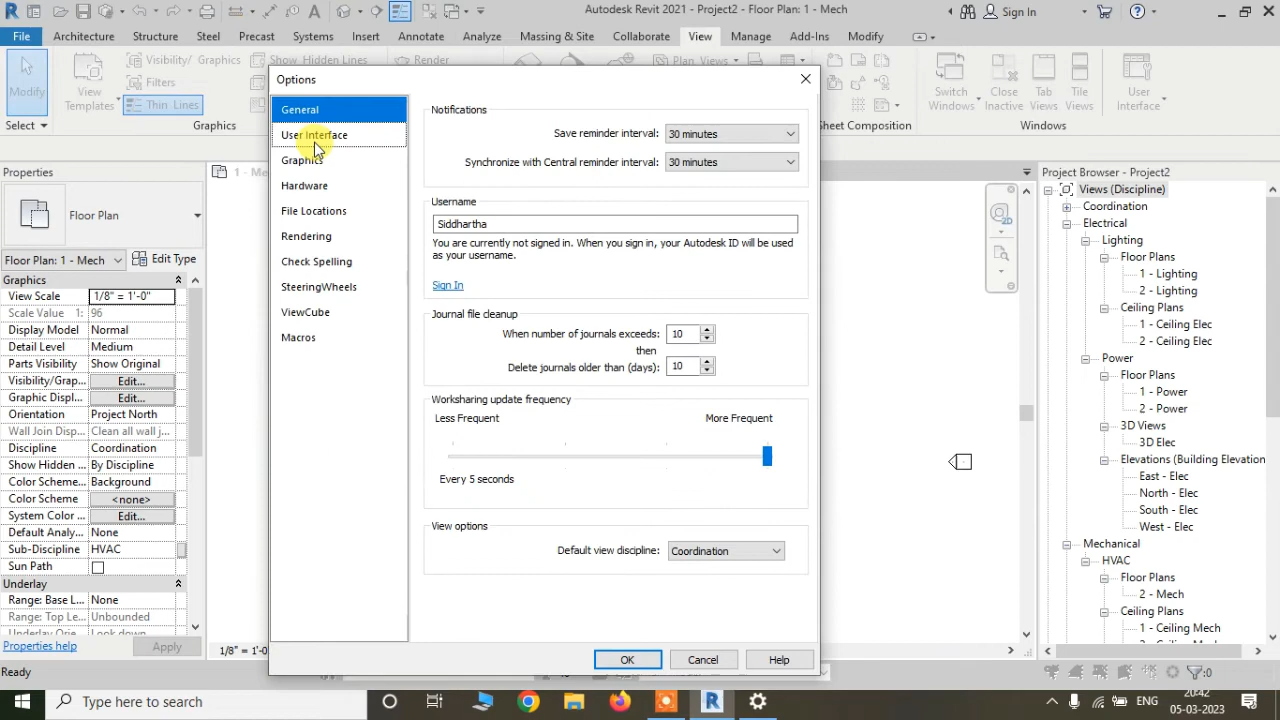 Autodesk Revit 2021 - Project2 - Floor Plan: 1 - Mech
Sign In
File
Architecture
Structure
Steel
Precast
Systems
Insert
Annotate
Analyze
Massing & Site
Collaborate
View
Manage
Add-Ins
Modify
Modify
View
Templates
Visibility/ Graphics
Filters
Thin Lines
Show Hidden Lines
Render
Plan Views
Switch
Windows
Close
Inactive
Tab
Views
Tile
Views
User
Interface
Select
Graphics
Sheet Composition
Windows
Properties
Floor Plan
Floor Plan: 1 - Mech
Edit Type
Graphics
View Scale 1/8" = 1'-0"
Scale Value 1: 96
Display Model Normal
Detail Level Medium
Parts Visibility Show Original
Visibility/Grap... Edit...
Graphic Displ... Edit...
Orientation Project North
Wall Join Disp... Clean all wall j...
Discipline Coordination
Show Hidden ... By Discipline
Color Scheme ... Background
Color Scheme <none>
System Color ... Edit...
Default Analy... None
Sub-Discipline HVAC
Sun Path
Underlay
Range: Base L... None
Range: Top Le... Unbounded
Properties help
Apply
Ready
1 - Mech
1/8" = 1'-0"
Options
General
User Interface
Graphics
Hardware
File Locations
Rendering
Check Spelling
SteeringWheels
ViewCube
Macros
Notifications
Save reminder interval: 30 minutes
Synchronize with Central reminder interval: 30 minutes
Username
Siddhartha
You are currently not signed in. When you sign in, your Autodesk ID will be used
as your username.
Sign In
Journal file cleanup
When number of journals exceeds: 10
then
Delete journals older than (days): 10
Worksharing update frequency
Less Frequent
More Frequent
Every 5 seconds
View options
Default view discipline: Coordination
OK
Cancel
Help
2D
Project Browser - Project2
Views (Discipline)
Coordination
Electrical
Lighting
Floor Plans
1 - Lighting
2 - Lighting
Ceiling Plans
1 - Ceiling Elec
2 - Ceiling Elec
Power
Floor Plans
1 - Power
2 - Power
3D Views
3D Elec
Elevations (Building Elevation
East - Elec
North - Elec
South - Elec
West - Elec
Mechanical
HVAC
Floor Plans
2 - Mech
Ceiling Plans
1 - Ceiling Mech
:0
Type here to search
ENG
20:42
05-03-2023